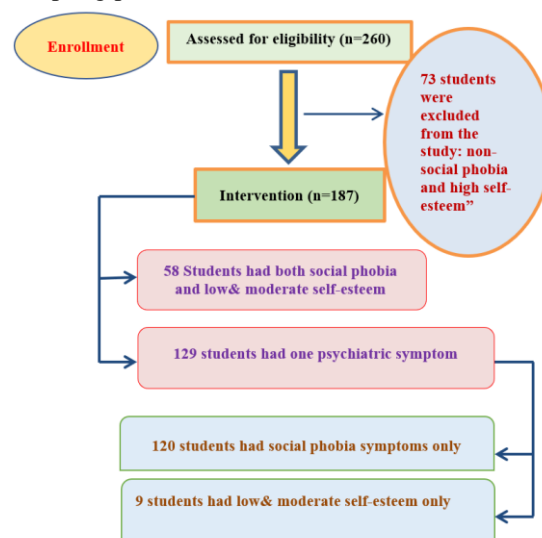 Enrollment
Assessed for eligibility (n=260)
73 students
were
excluded
from the
study: non-
social phobia
and high self-
esteem”
Intervention (n=187)
58 Students had both social phobia
and low& moderate self-esteem
129 students had one psychiatric symptom
120 students had social phobia symptoms only
9 students had low& moderate self-esteem only